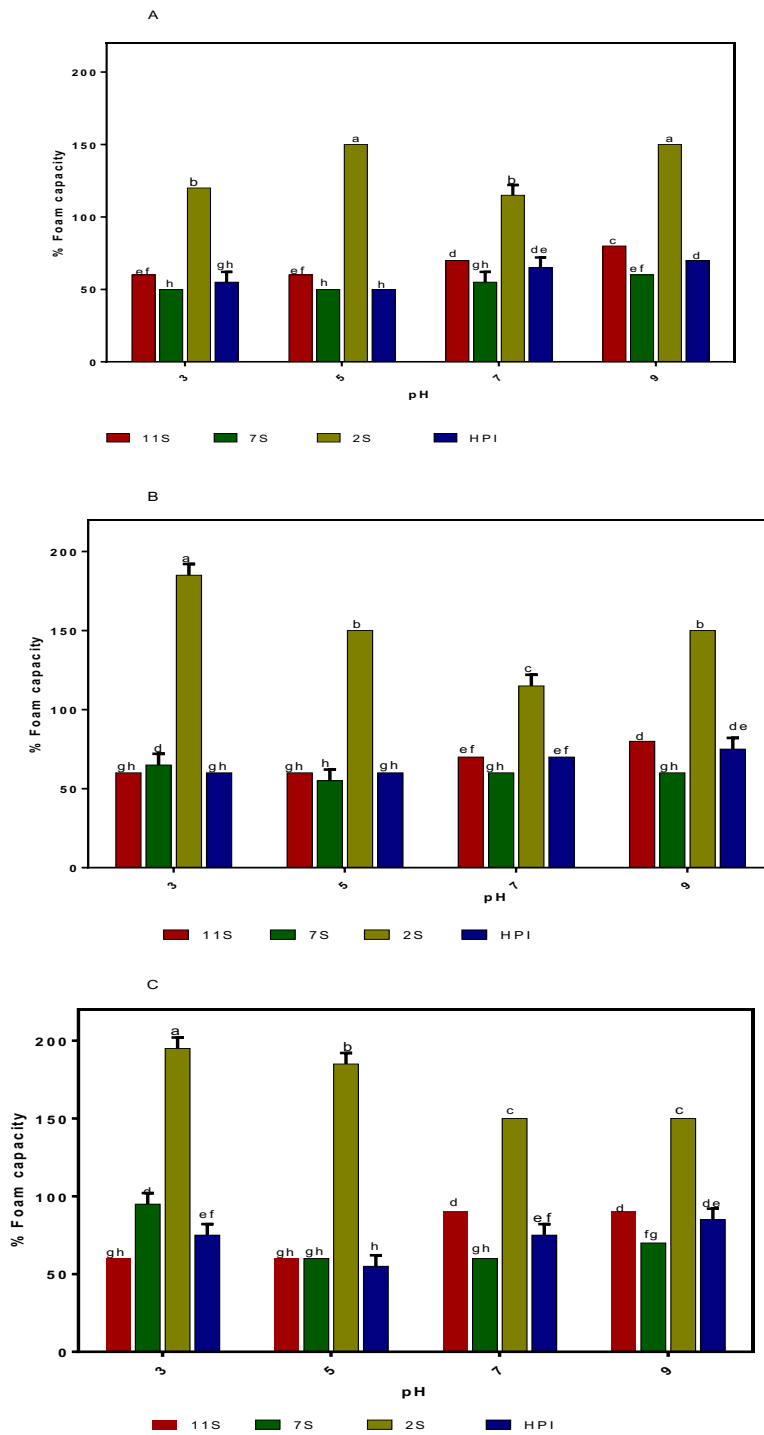 A
% Foam capacity
200
150
100
50
0
ef h b gh
ef h a h
d gh b de
c ef a d
3 5 7 9
pH
11S 7S 2S HPI
B
% Foam capacity
200
150
100
50
0
gh d a gh
gh h b gh
ef gh c ef
d gh b de
3 5 7 9
pH
11S 7S 2S HPI
C
% Foam capacity
200
150
100
50
0
gh d a ef
gh gh b h
d gh c ef
d fg c de
3 5 7 9
pH
11S 7S 2S HPI